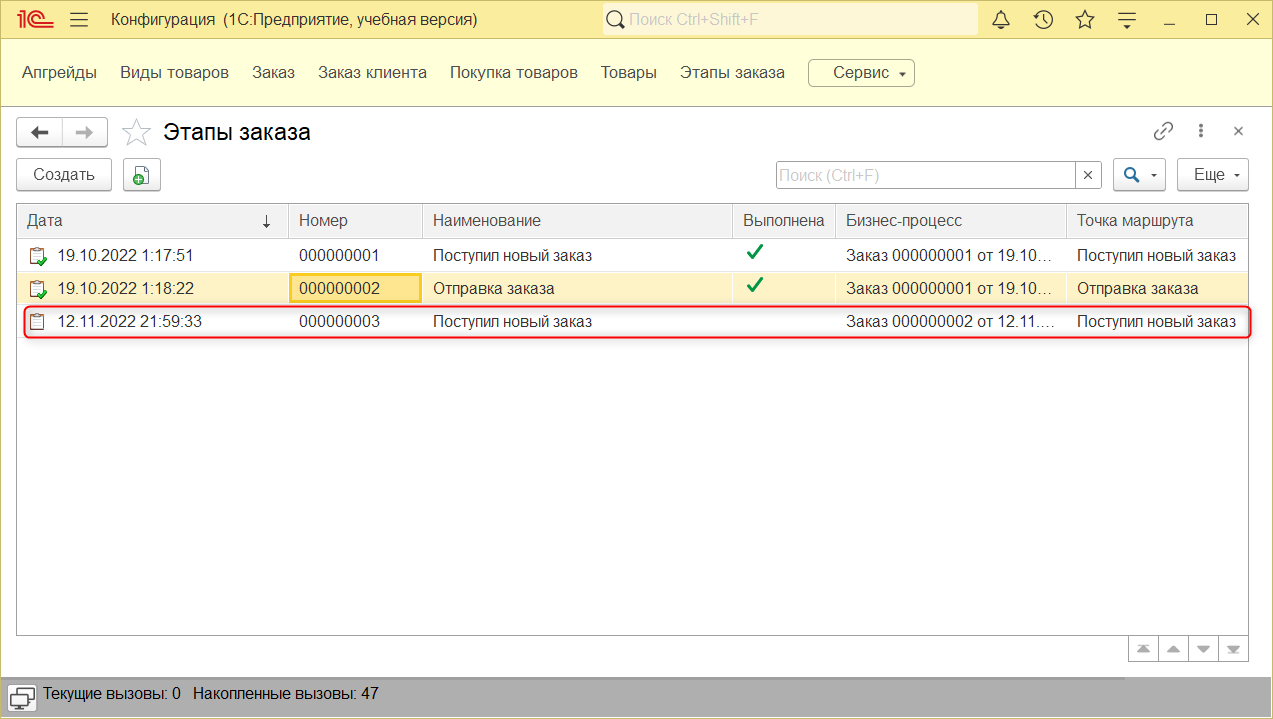 1С Конфигурация (1С:Предприятие, учебная версия) Поиск Ctrl+Shift+F
Апгрейды Виды товаров Заказ Заказ клиента Покупка товаров Товары Этапы заказа Сервис
Этапы заказа
Создать Поиск (Ctrl+F) Еще
Дата Номер Наименование Выполнена Бизнес-процесс Точка маршрута
19.10.2022 1:17:51 000000001 Поступил новый заказ Заказ 000000001 от 19.10... Поступил новый заказ
19.10.2022 1:18:22 000000002 Отправка заказа Заказ 000000001 от 19.10... Отправка заказа
12.11.2022 21:59:33 000000003 Поступил новый заказ Заказ 000000002 от 12.11.... Поступил новый заказ
Текущие вызовы: 0 Накопленные вызовы: 47